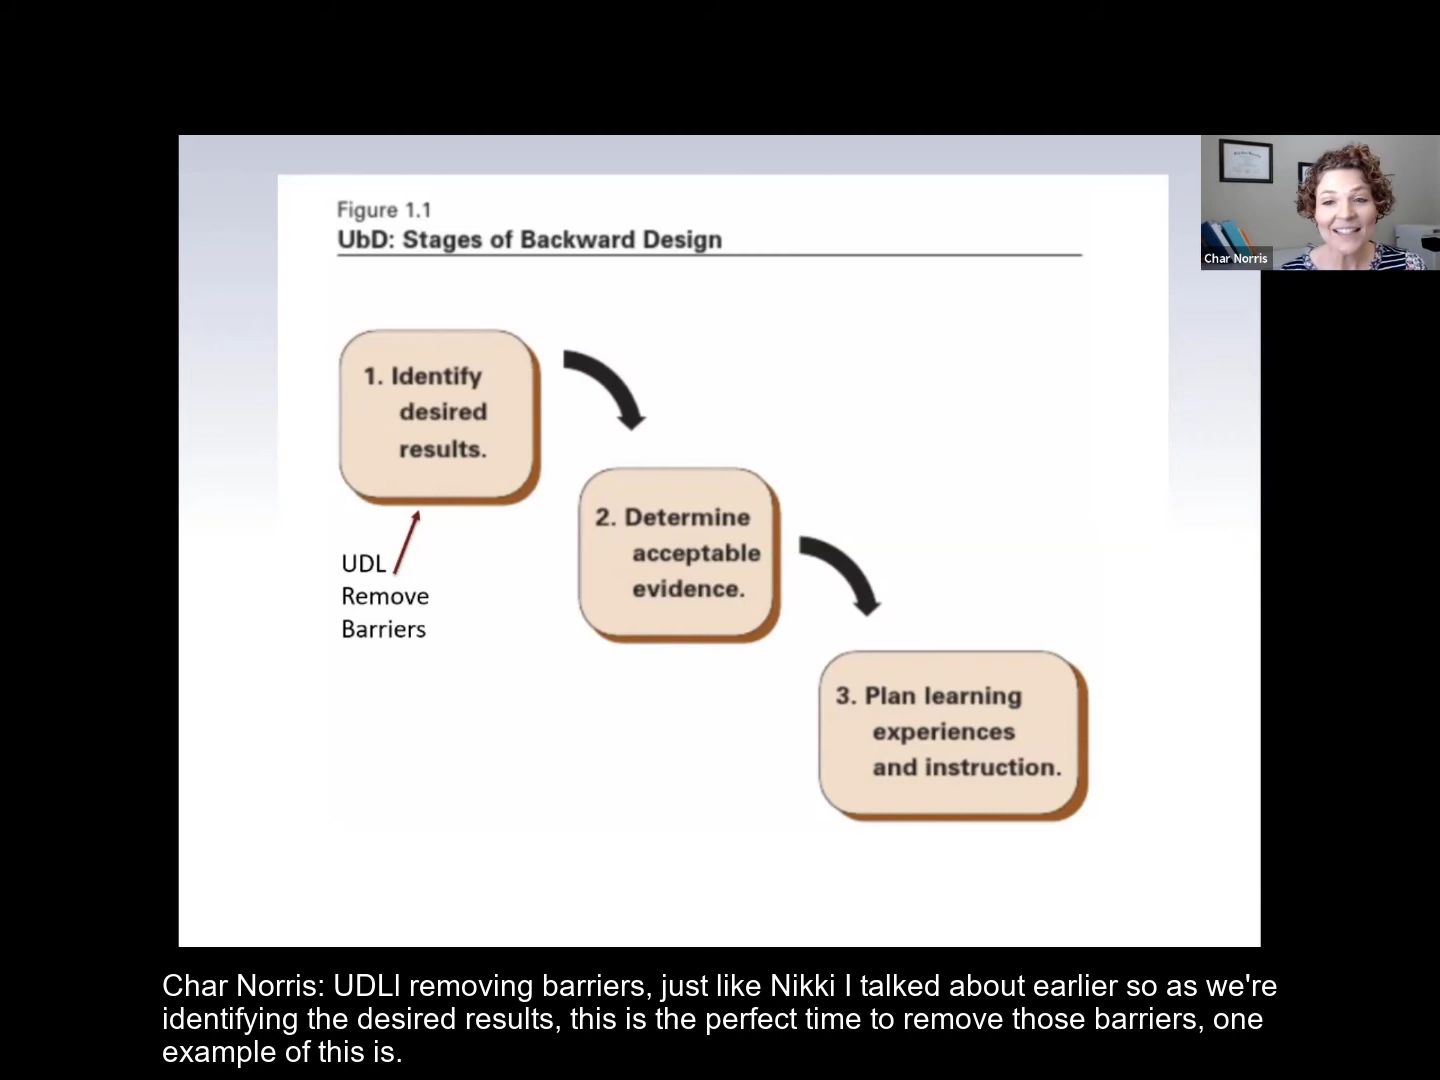 Figure 1.1
UbD: Stages of Backward Design
1. Identify
desired
results.
2. Determine
acceptable
evidence.
UDL
Remove
Barriers
3. Plan learning
experiences
and instruction.
Char Norris
Char Norris: UDLI removing barriers, just like Nikki I talked about earlier so as we're
identifying the desired results, this is the perfect time to remove those barriers, one
example of this is.